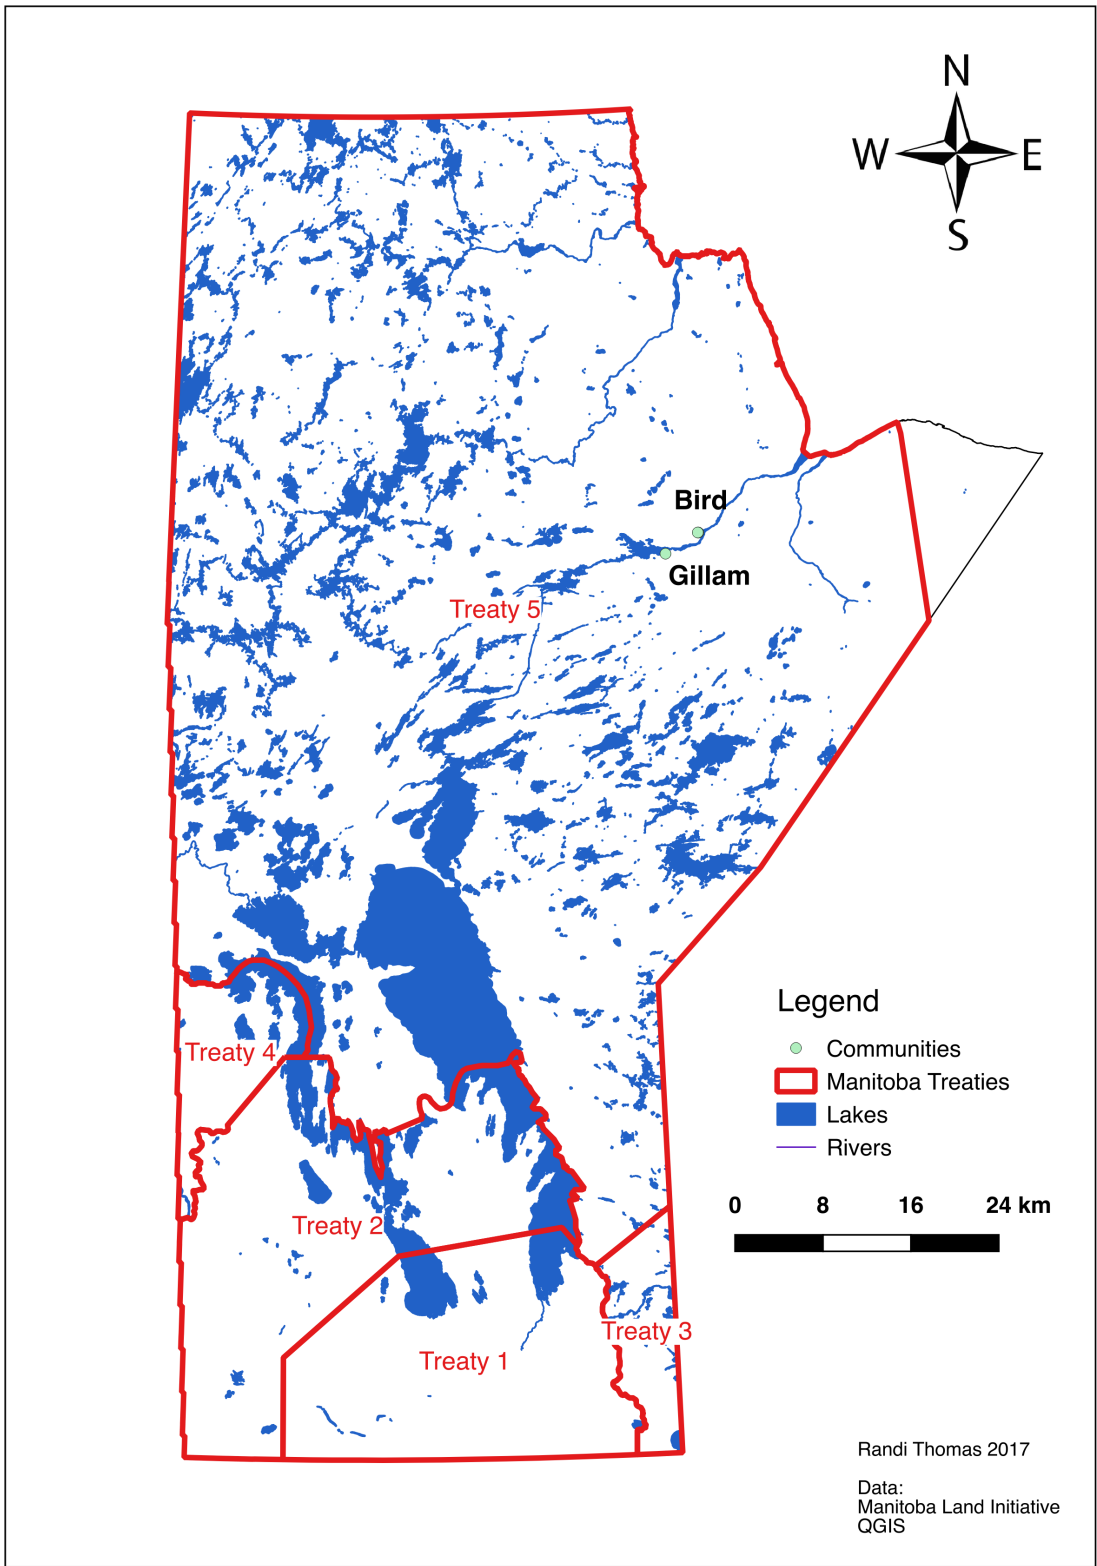 N
W E
S
Bird
Gillam
Treaty 5
Legend
Communities
Manitoba Treaties
Lakes
Rivers
Treaty 4
0 8 16 24 km
Treaty 2
Treaty 3
Treaty 1
Randi Thomas 2017
Data:
Manitoba Land Initiative
QGIS